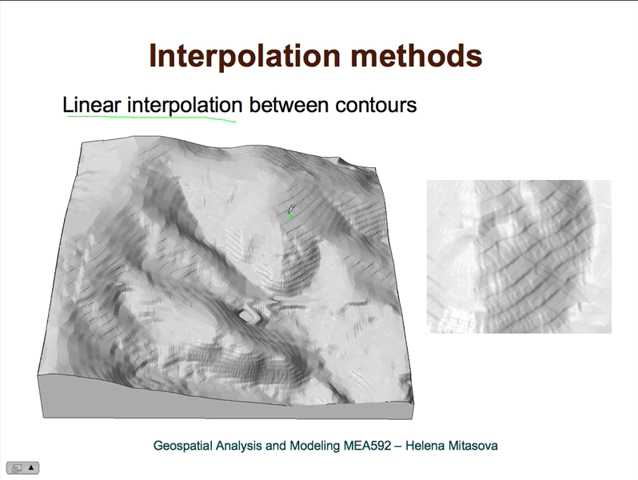 Interpolation methods
Linear interpolation between contours
Geospatial Analysis and Modeling MEA592 – Helena Mitasova